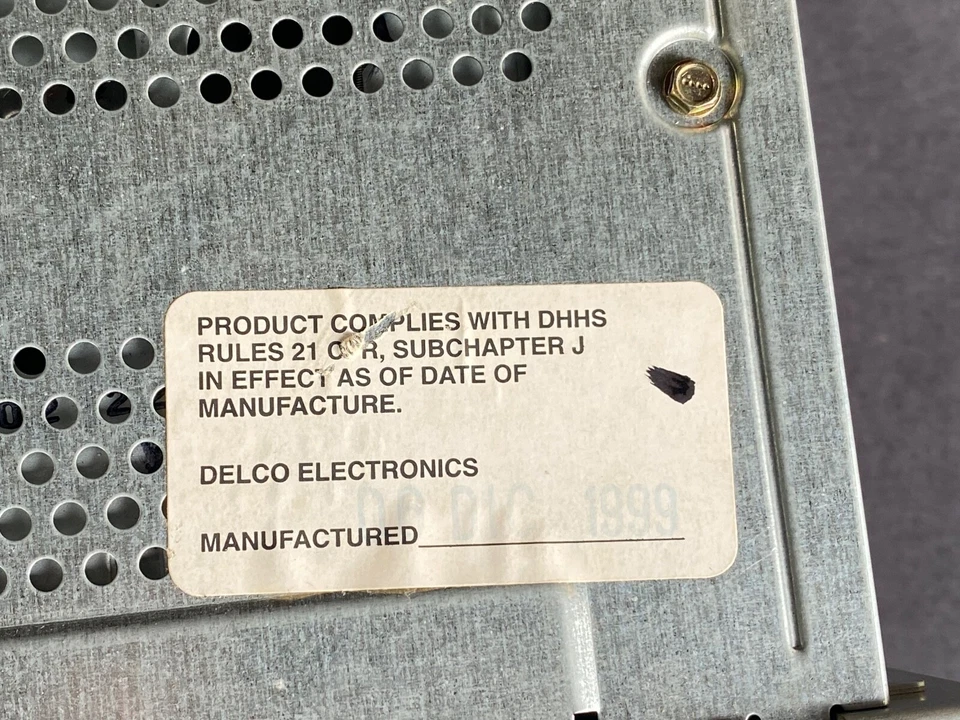 PRODUCT COMPLIES WITH DHHS
RULES 21 CFR, SUBCHAPTER J
IN EFFECT AS OF DATE OF
MANUFACTURE.
DELCO ELECTRONICS
DIC 1999
MANUFACTURED